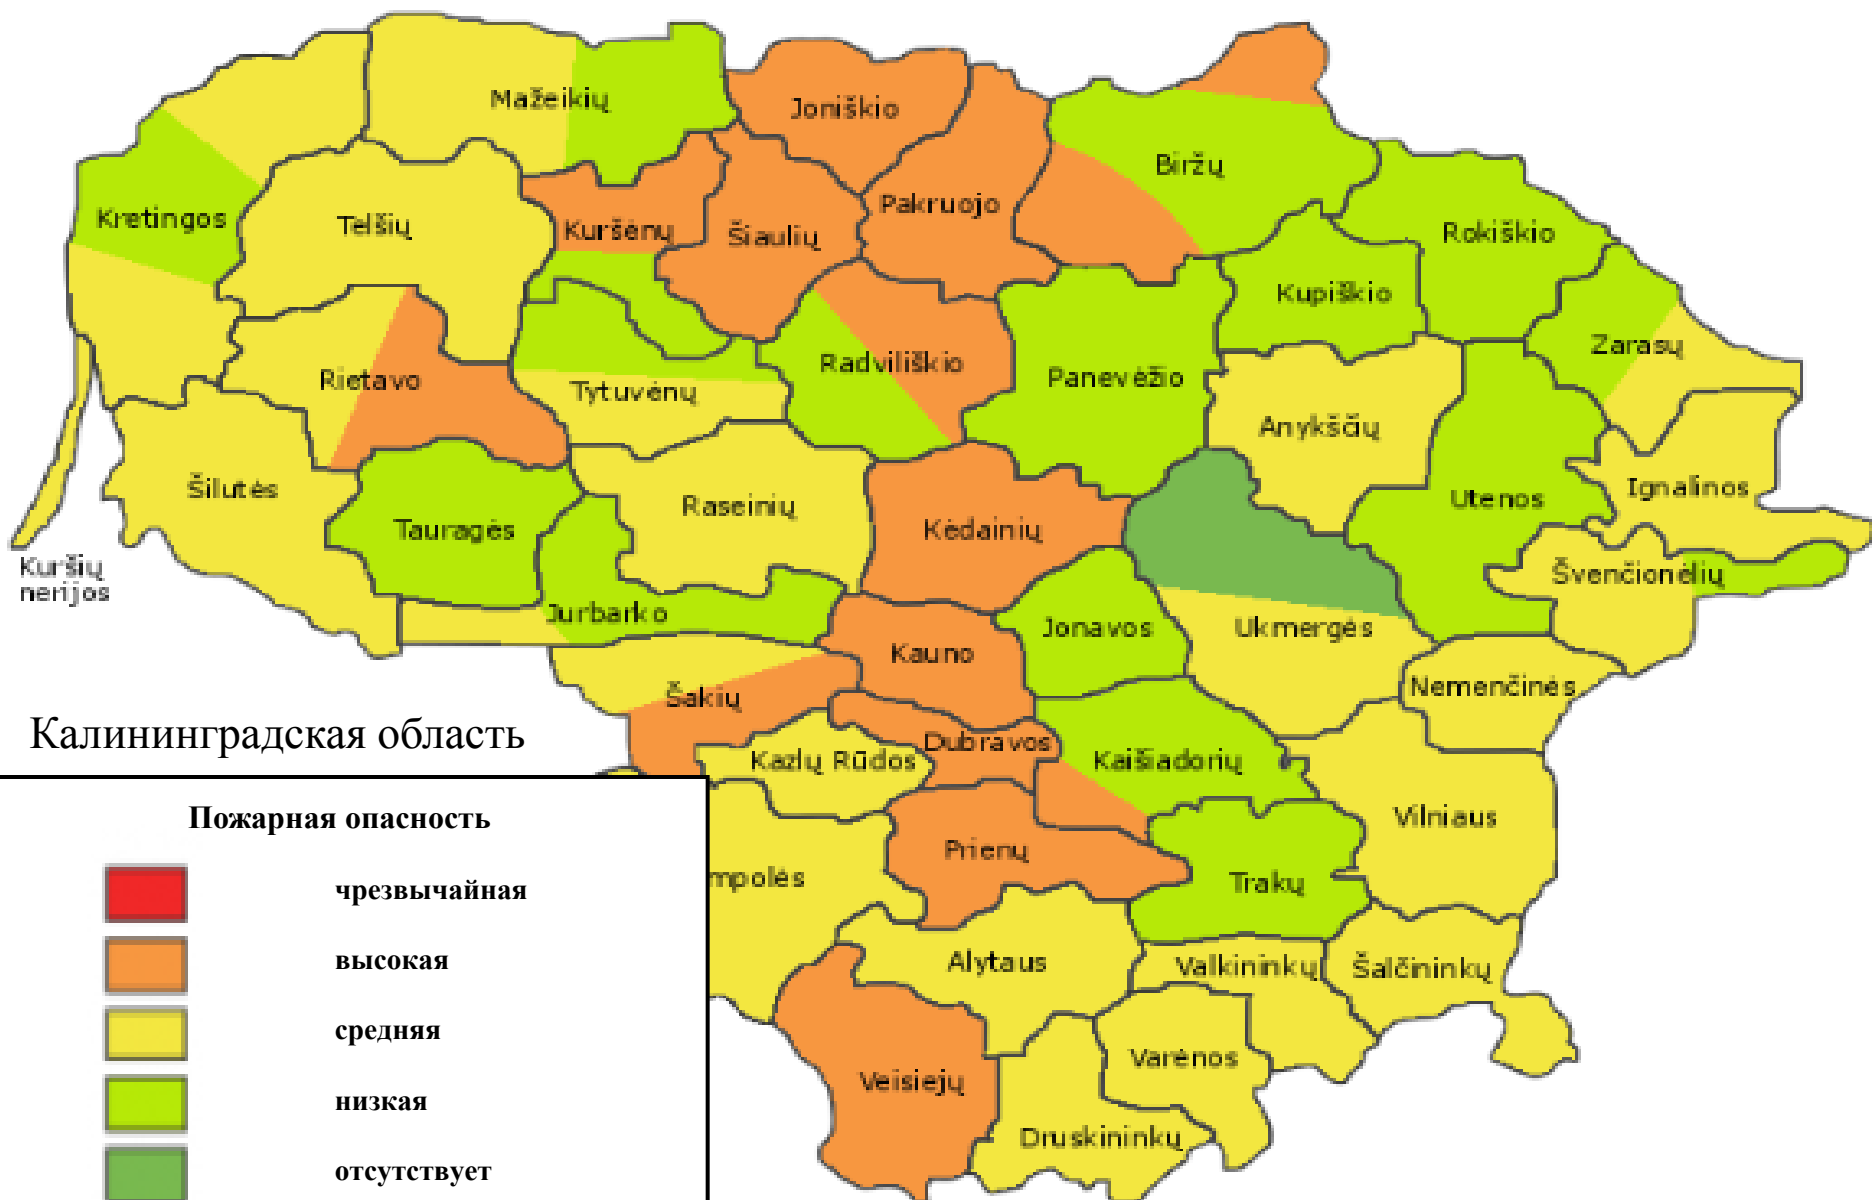 Mažeikių
Joniškio
Biržų
Kretingos
Telšių
Kuršėnų
Šiaulių
Pakruojo
Rokiškio
Kupiškio
Zarasų
Rietavo
Tytuvėnų
Radviliškio
Panevėžio
Anykščių
Šilutės
Tauragės
Raseinių
Kėdainių
Utenos
Ignalinos
Kuršių
nerijos
Švenčionėlių
Jurbarko
Kauno
Jonavos
Ukmergės
Nemenčinės
Šakių
Калининградская область
Kazlų Rūdos
Dubravos
Kaišiadorių
Vilniaus
Prienų
mpolės
Trakų
Alytaus
Valkininkų
Šalčininkų
Varėnos
Veisiejų
Druskininkų
Пожарная опасность
чрезвычайная
высокая
средняя
низкая
отсутствует